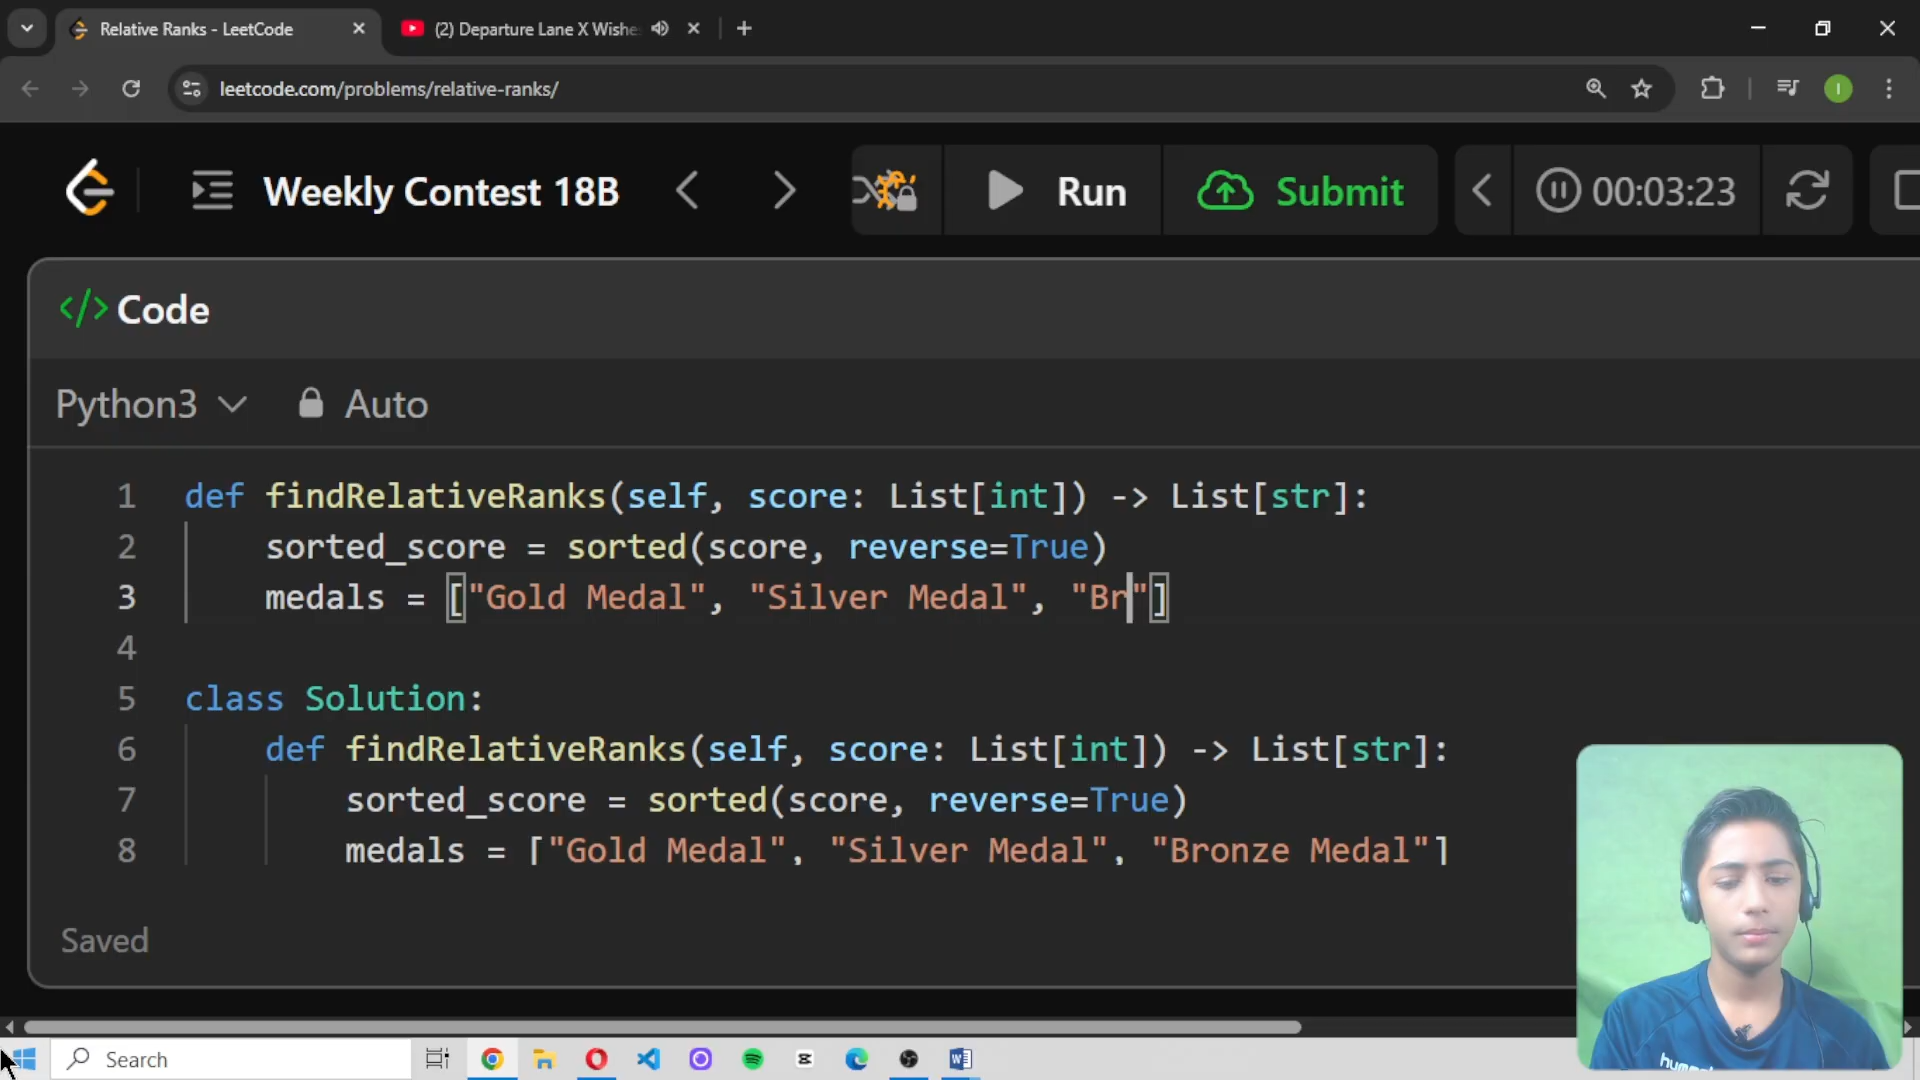 Relative Ranks - LeetCode
(2) Departure Lane X Wishe
leetcode.com/problems/relative-ranks/
I
Weekly Contest 18B
Run
Submit
00:03:23
</> Code
Python3
Auto
1 def findRelativeRanks(self, score: List[int]) -> List[str]:
2 sorted_score = sorted(score, reverse=True)
3 medals = ["Gold Medal", "Silver Medal", "Br"]
4
5 class Solution:
6 def findRelativeRanks(self, score: List[int]) -> List[str]:
7 sorted_score = sorted(score, reverse=True)
8 medals = ["Gold Medal", "Silver Medal", "Bronze Medal"]
Saved
Search